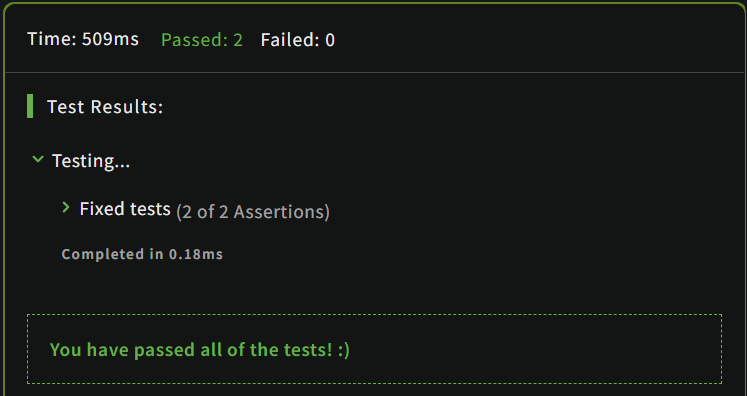 Time: 509ms Passed: 2 Failed: 0
Test Results:
Testing...
Fixed tests (2 of 2 Assertions)
Completed in 0.18ms
You have passed all of the tests! :)